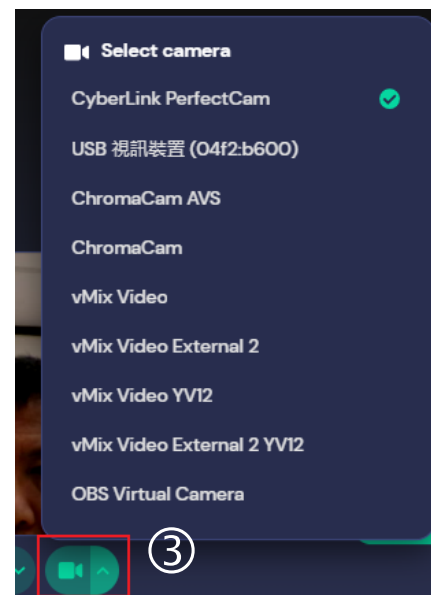 Select camera
CyberLink PerfectCam
USB 視訊裝置 (04f2:b600)
ChromaCam AVS
ChromaCam
vMix Video
vMix Video External 2
vMix Video YV12
vMix Video External 2 YV12
OBS Virtual Camera
③